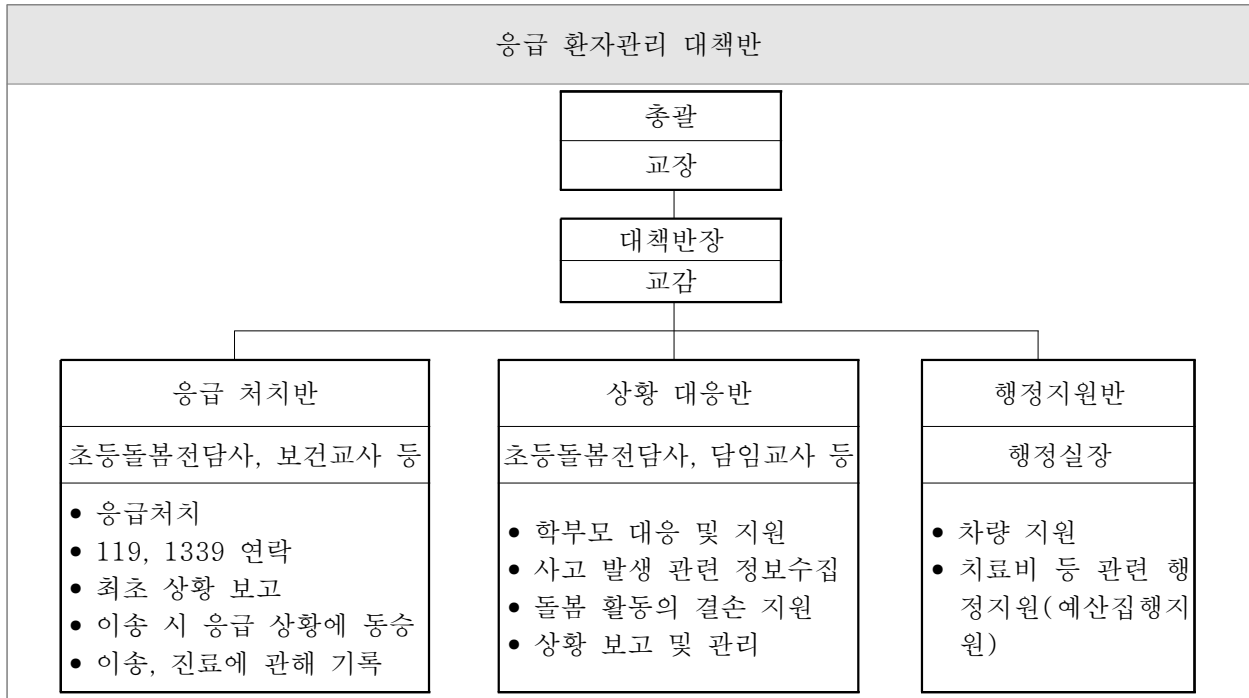 응급 환자관리 대책반
총괄
교장
대책반장
교감
응급 처치반
초등돌봄전담사, 보건교사 등
• 응급처치
• 119, 1339 연락
• 최초 상황 보고
• 이송 시 응급 상황에 동승
• 이송, 진료에 관해 기록
상황 대응반
초등돌봄전담사, 담임교사 등
• 학부모 대응 및 지원
• 사고 발생 관련 정보수집
• 돌봄 활동의 결손 지원
• 상황 보고 및 관리
행정지원반
행정실장
• 차량 지원
• 치료비 등 관련 행
정지원(예산집행지
원)